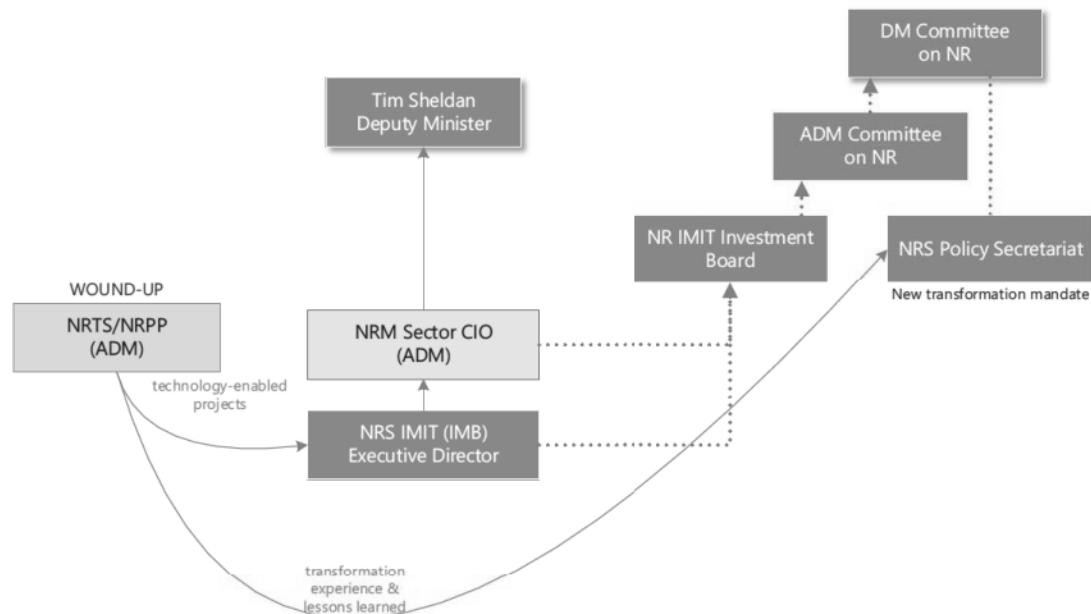 DM Committee
on NR
Tim Sheldan
Deputy Minister
ADM Committee
on NR
NR IMIT Investment
Board
NRS Policy Secretariat
New transformation mandate
WOUND-UP
NRTS/NRPP
(ADM)
NRM Sector CIO
(ADM)
technology-enabled
projects
NRS IMIT (IMB)
Executive Director
transformation
experience &
lessons learned